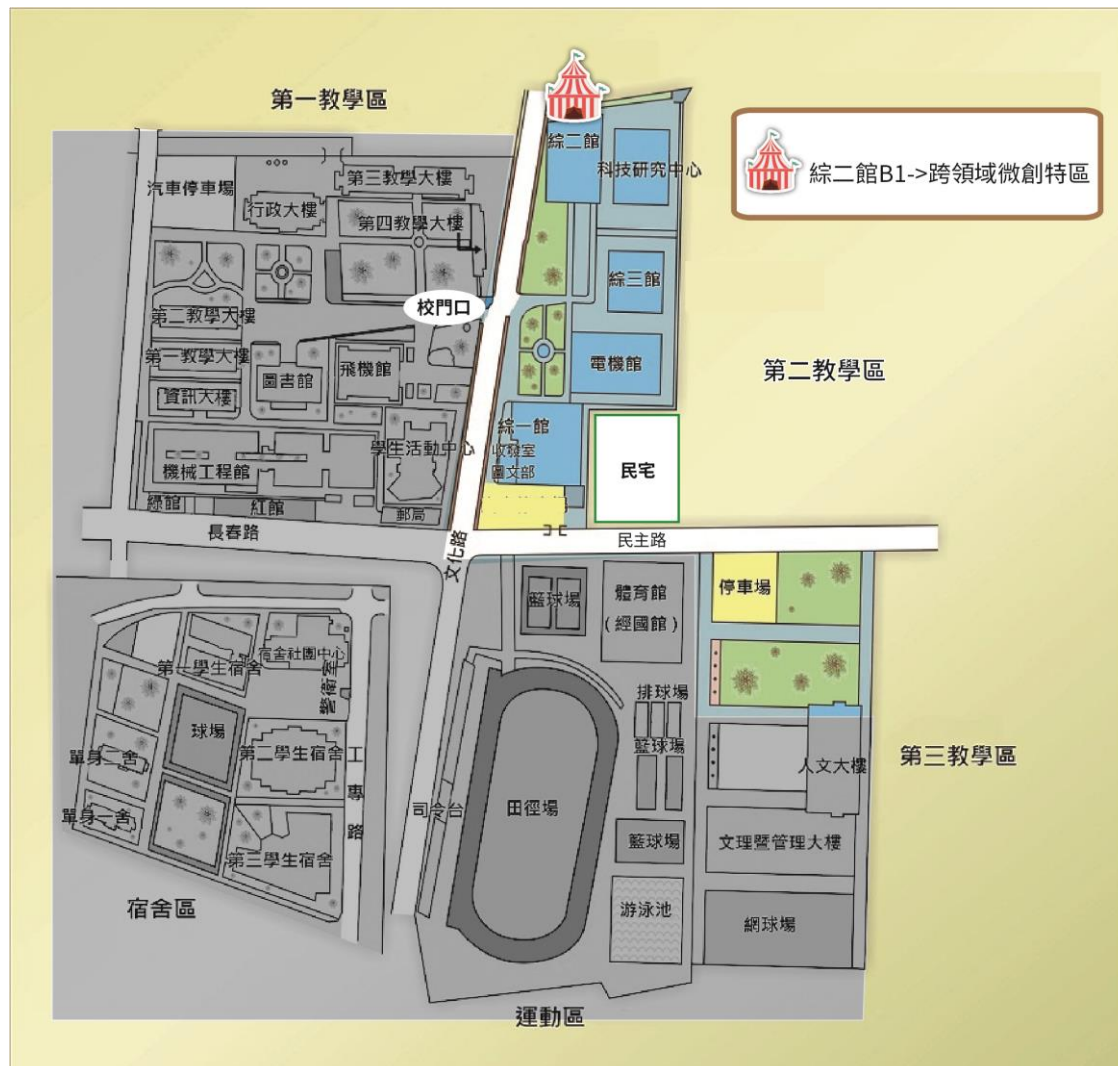 第一教學區
綜二館
科技研究中心
綜二館B1->跨領域微創特區
汽車停車場
第三教學大樓
行政大樓
第四教學大樓
綜三館
校門口
第二教學大樓
第一教學大樓
飛機館
圖書館
電機館
第二教學區
資訊大樓
綜一館
學生活動中心
收發室
圖文部
機械工程館
民宅
綠館
紅館
郵局
長春路
文化路
民主路
籃球場
體育館
(經國館)
停車場
宿舍社團中心
第一學生宿舍
警衛室
排球場
籃球場
球場
第二學生宿舍
單身二舍
工專路
人文大樓
第三教學區
單身一舍
司令台
田徑場
籃球場
文理暨管理大樓
第三學生宿舍
宿舍區
游泳池
網球場
運動區